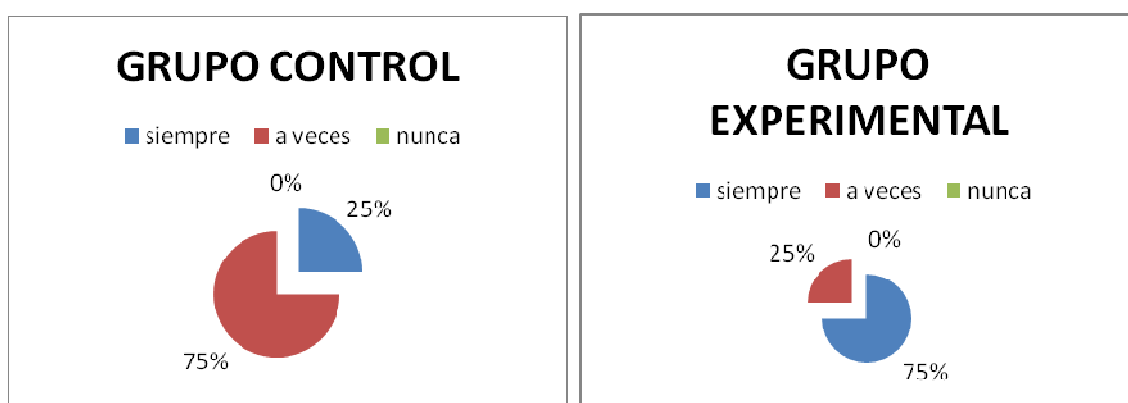 GRUPO CONTROL
siempre a veces nunca
0%
25%
75%
GRUPO
EXPERIMENTAL
siempre a veces nunca
0%
25%
75%